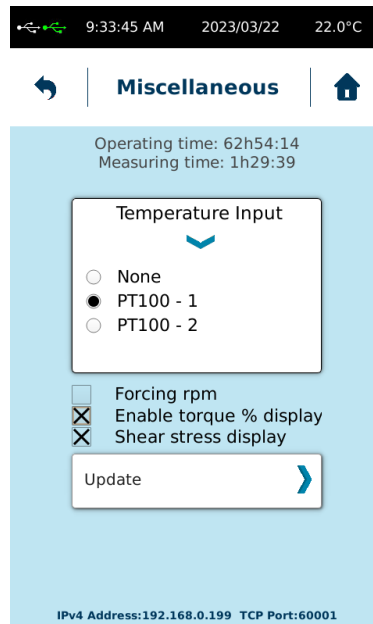 9:33:45 AM 2023/03/22 22.0°C
Miscellaneous
Operating time: 62h54:14
Measuring time: 1h29:39
Temperature Input
None
PT100 - 1
PT100 - 2
Forcing rpm
Enable torque % display
Shear stress display
Update
IPv4 Address:192.168.0.199 TCP Port:60001